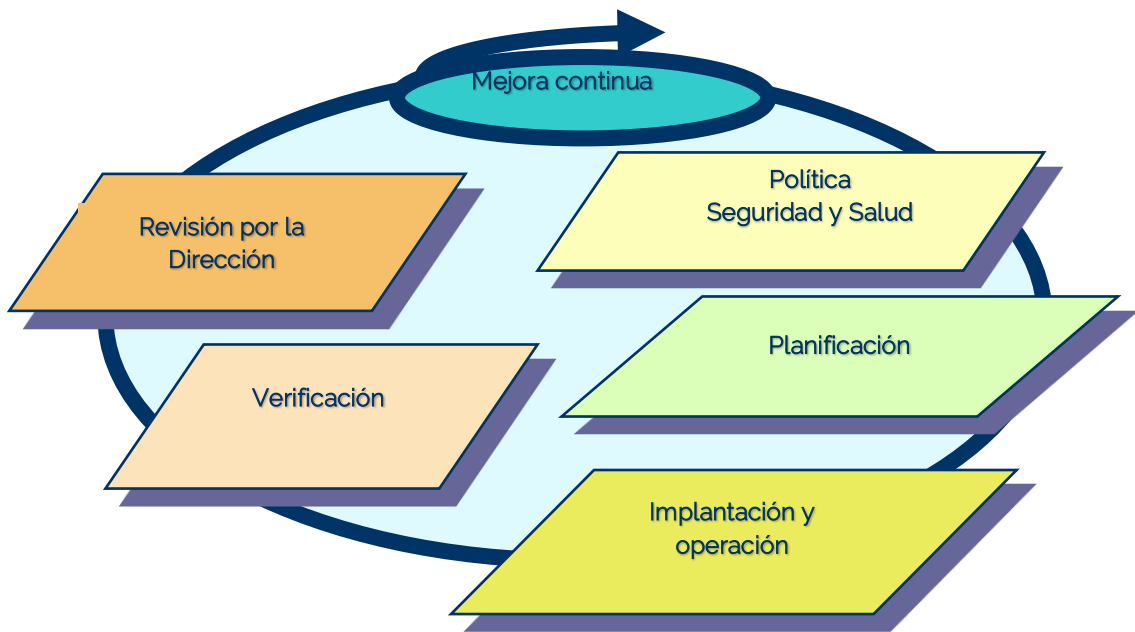 Mejora continua
Política
Seguridad y Salud
Revisión por la
Dirección
Planificación
Verificación
Implantación y
operación